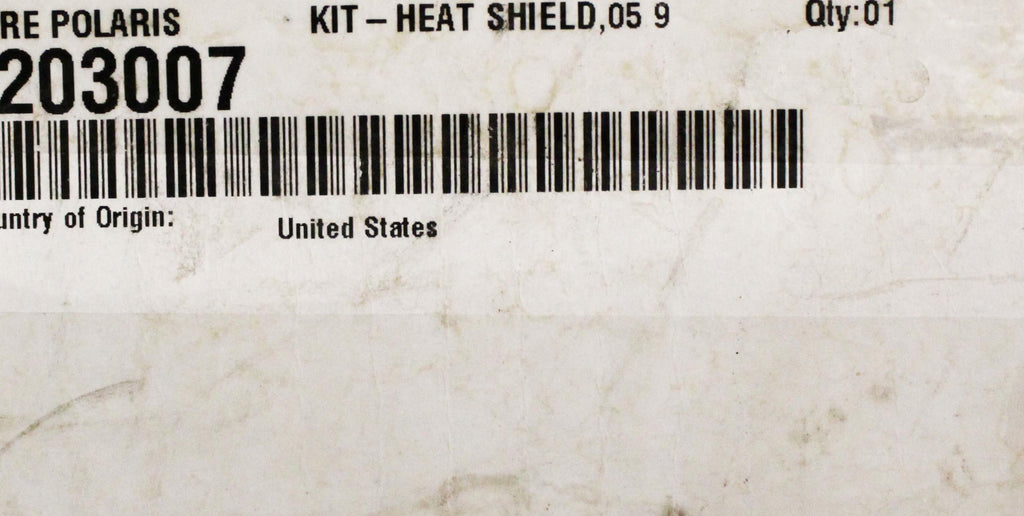 RE POLARIS KIT – HEAT SHIELD,05 9 Qty:01
203007
untry of Origin: United States